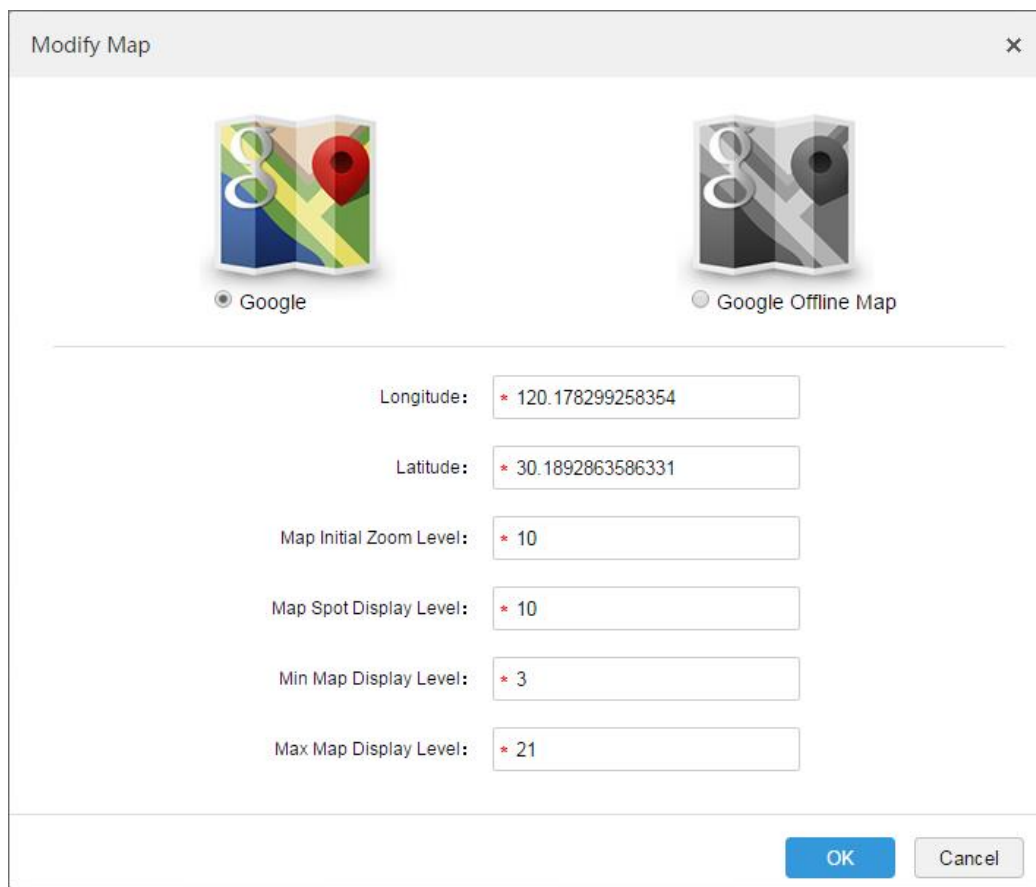 Modify Map ×
g g
Google Google Offline Map
Longitude: * 120.178299258354
Latitude: * 30.1892863586331
Map Initial Zoom Level: * 10
Map Spot Display Level: * 10
Min Map Display Level: * 3
Max Map Display Level: * 21
OK Cancel